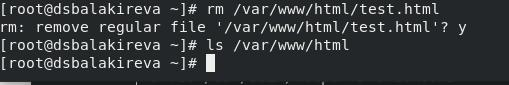 [root@dsbalakireva ~]# rm /var/www/html/test.html
rm: remove regular file '/var/www/html/test.html'? y
[root@dsbalakireva ~]# ls /var/www/html
[root@dsbalakireva ~]#